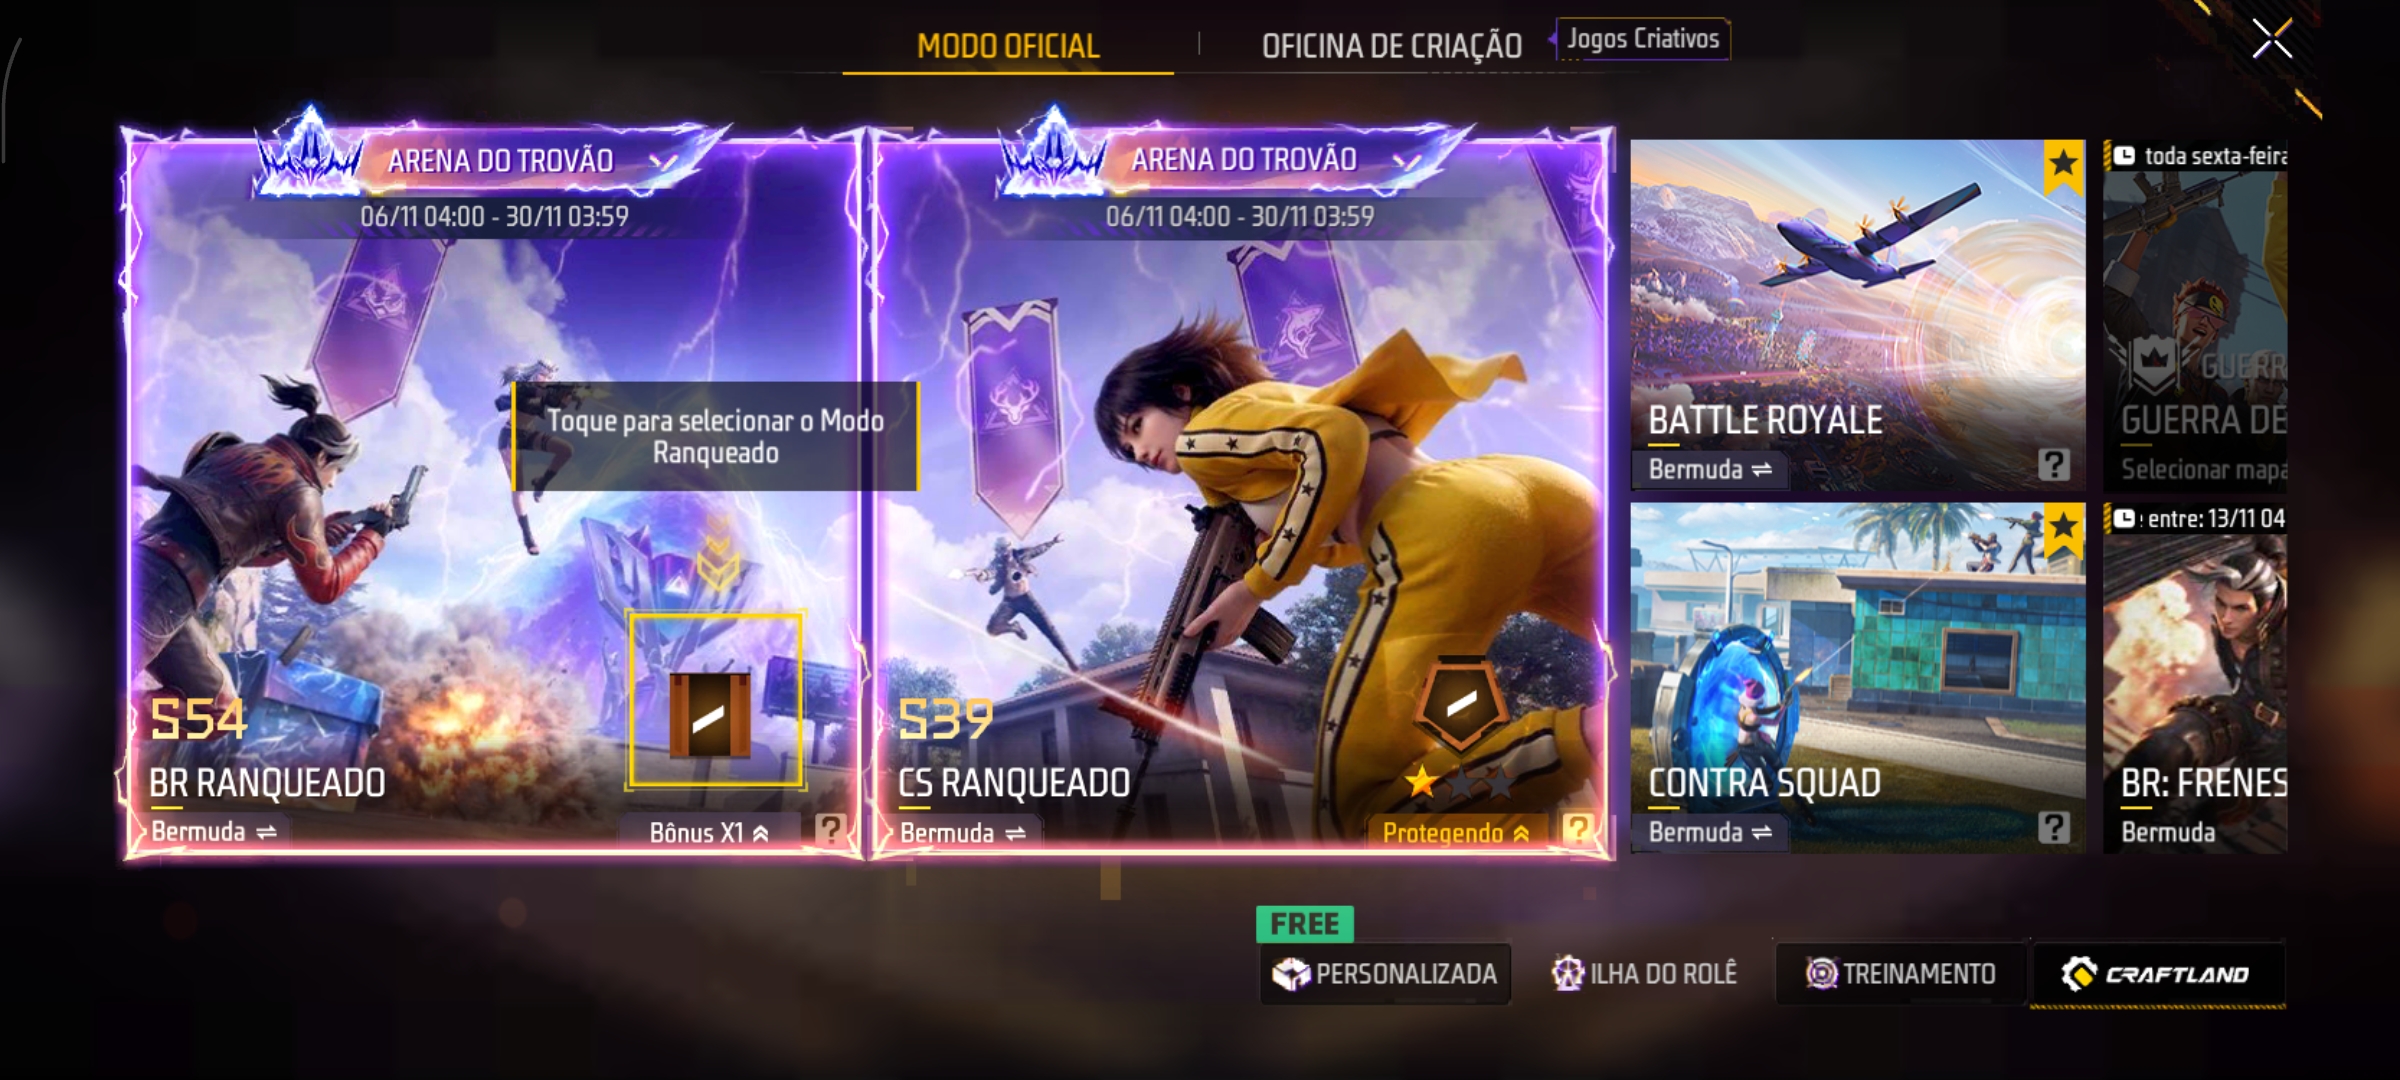 MODO OFICIAL
OFICINA DE CRIAÇÃO
Jogos Criativos
ARENA DO TROVÃO
06/11 04:00 - 30/11 03:59
Toque para selecionar o Modo
Ranqueado
S54
BR RANQUEADO
Bermuda
Bônus X1
?
ARENA DO TROVÃO
06/11 04:00 - 30/11 03:59
S39
CS RANQUEADO
Bermuda
Protegendo
?
BATTLE ROYALE
Bermuda
?
CONTRA SQUAD
Bermuda
?
toda sexta-feira
GUERR
GUERRA DE
Selecionar mapa
: entre: 13/11 04
BR: FRENES
Bermuda
FREE
PERSONALIZADA
ILHA DO ROLÊ
TREINAMENTO
CRAFTLAND